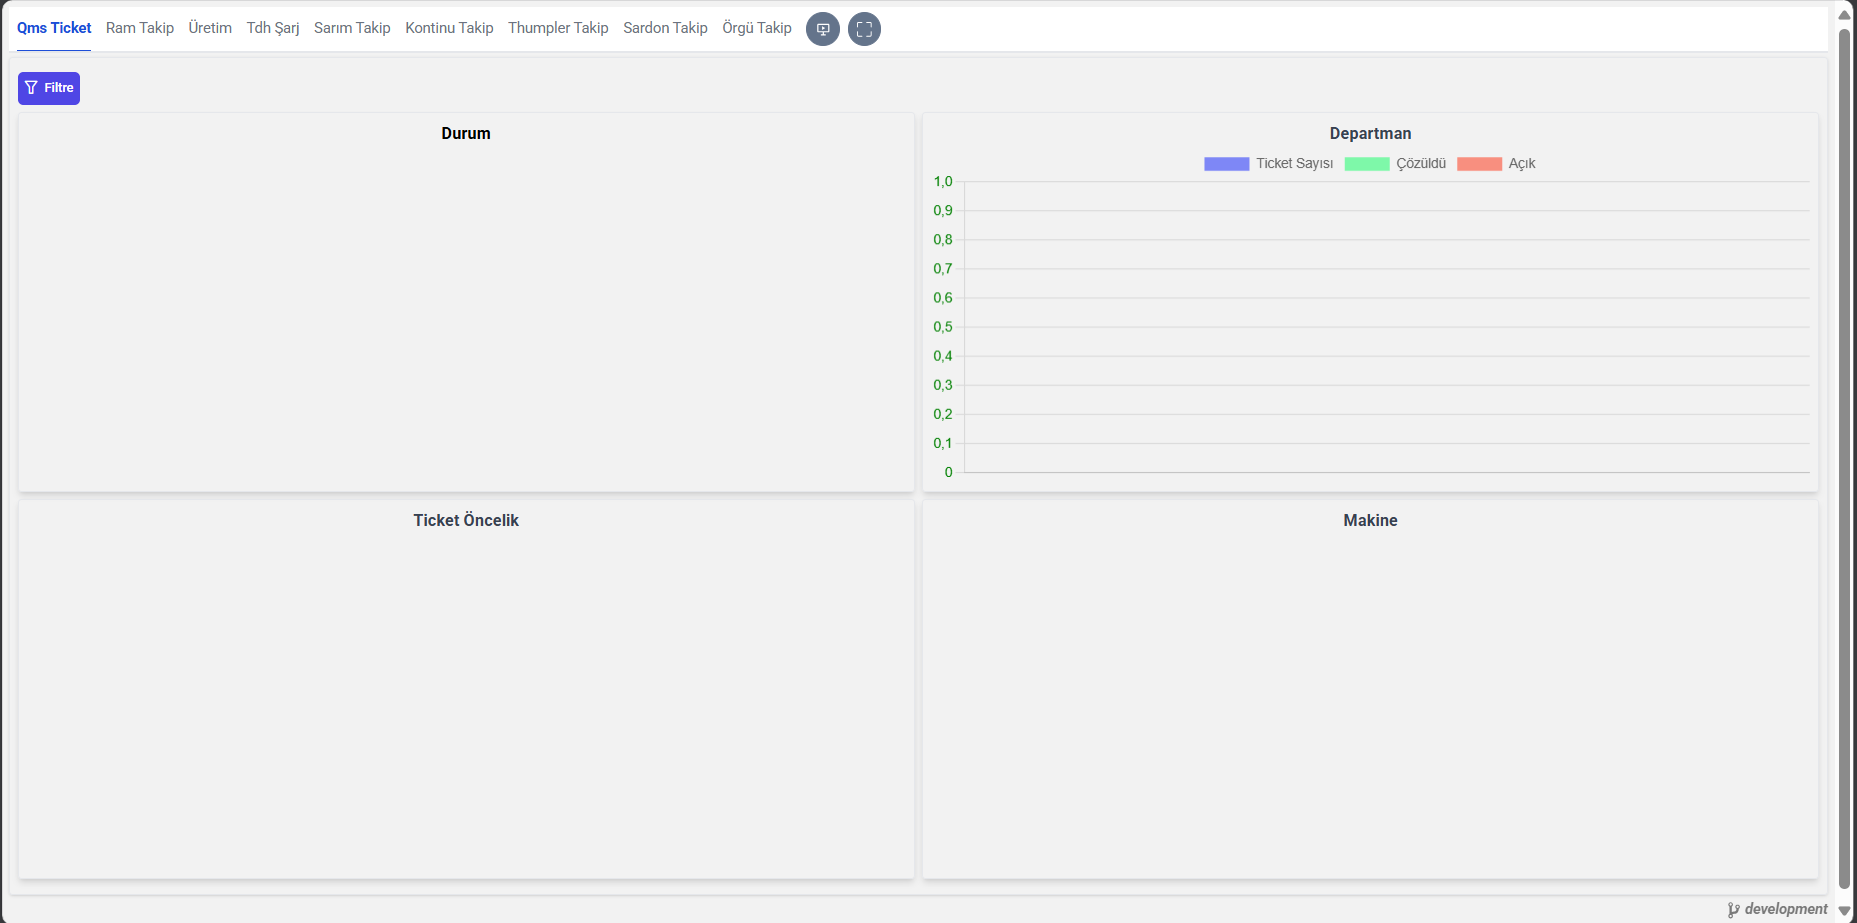 Qms Ticket Ram Takip Üretim Tdh Şarj Sarım Takip Kontinu Takip Thumpler Takip Sardon Takip Örgü Takip
Filtre
Durum
Departman
Ticket Sayısı Çözüldü Açık
1,0
0,9
0,8
0,7
0,6
0,5
0,4
0,3
0,2
0,1
0
Ticket Öncelik
Makine
development